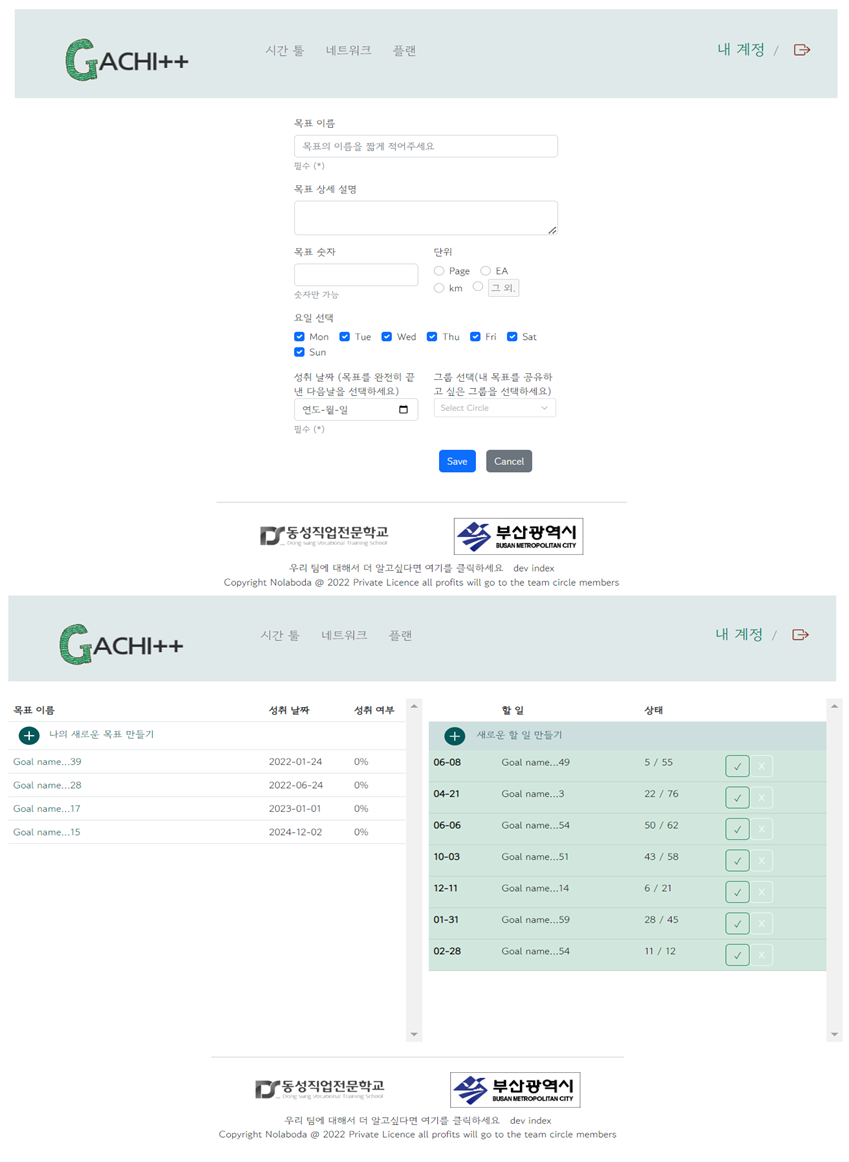 GACHI++
시간 툴 네트워크 플랜
내 계정 /
목표 이름
목표의 이름을 짧게 적어주세요
필수 (*)
목표 상세 설명
목표 숫자
숫자만 가능
단위
Page EA
km 그 외.
요일 선택
Mon Tue Wed Thu Fri Sat
Sun
성취 날짜 (목표를 완전히 끝
낸 다음날을 선택하세요)
연도-월-일
필수 (*)
그룹 선택(내 목표를 공유하
고 싶은 그룹을 선택하세요)
Select Circle
Save Cancel
동성직업전문학교
Dong Sung Vocational Training School
부산광역시
BUSAN METROPOLITAN CITY
우리 팀에 대해서 더 알고싶다면 여기를 클릭하세요 dev index
Copyright Nolaboda @ 2022 Private Licence all profits will go to the team circle members
GACHI++
시간 툴 네트워크 플랜
내 계정 /
목표 이름 성취 날짜 성취 여부
+ 나의 새로운 목표 만들기
Goal name...39 2022-01-24 0%
Goal name...28 2022-06-24 0%
Goal name...17 2023-01-01 0%
Goal name...15 2024-12-02 0%
할 일 상태
+ 새로운 할 일 만들기
06-08 Goal name...49 5 / 55 ✓ X
04-21 Goal name...3 22 / 76 ✓ X
06-06 Goal name...54 50 / 62 ✓ X
10-03 Goal name...51 43 / 58 ✓ X
12-11 Goal name...14 6 / 21 ✓ X
01-31 Goal name...59 28 / 45 ✓ X
02-28 Goal name...54 11 / 12 ✓ X
동성직업전문학교
Dong Sung Vocational Training School
부산광역시
BUSAN METROPOLITAN CITY
우리 팀에 대해서 더 알고싶다면 여기를 클릭하세요 dev index
Copyright Nolaboda @ 2022 Private Licence all profits will go to the team circle members